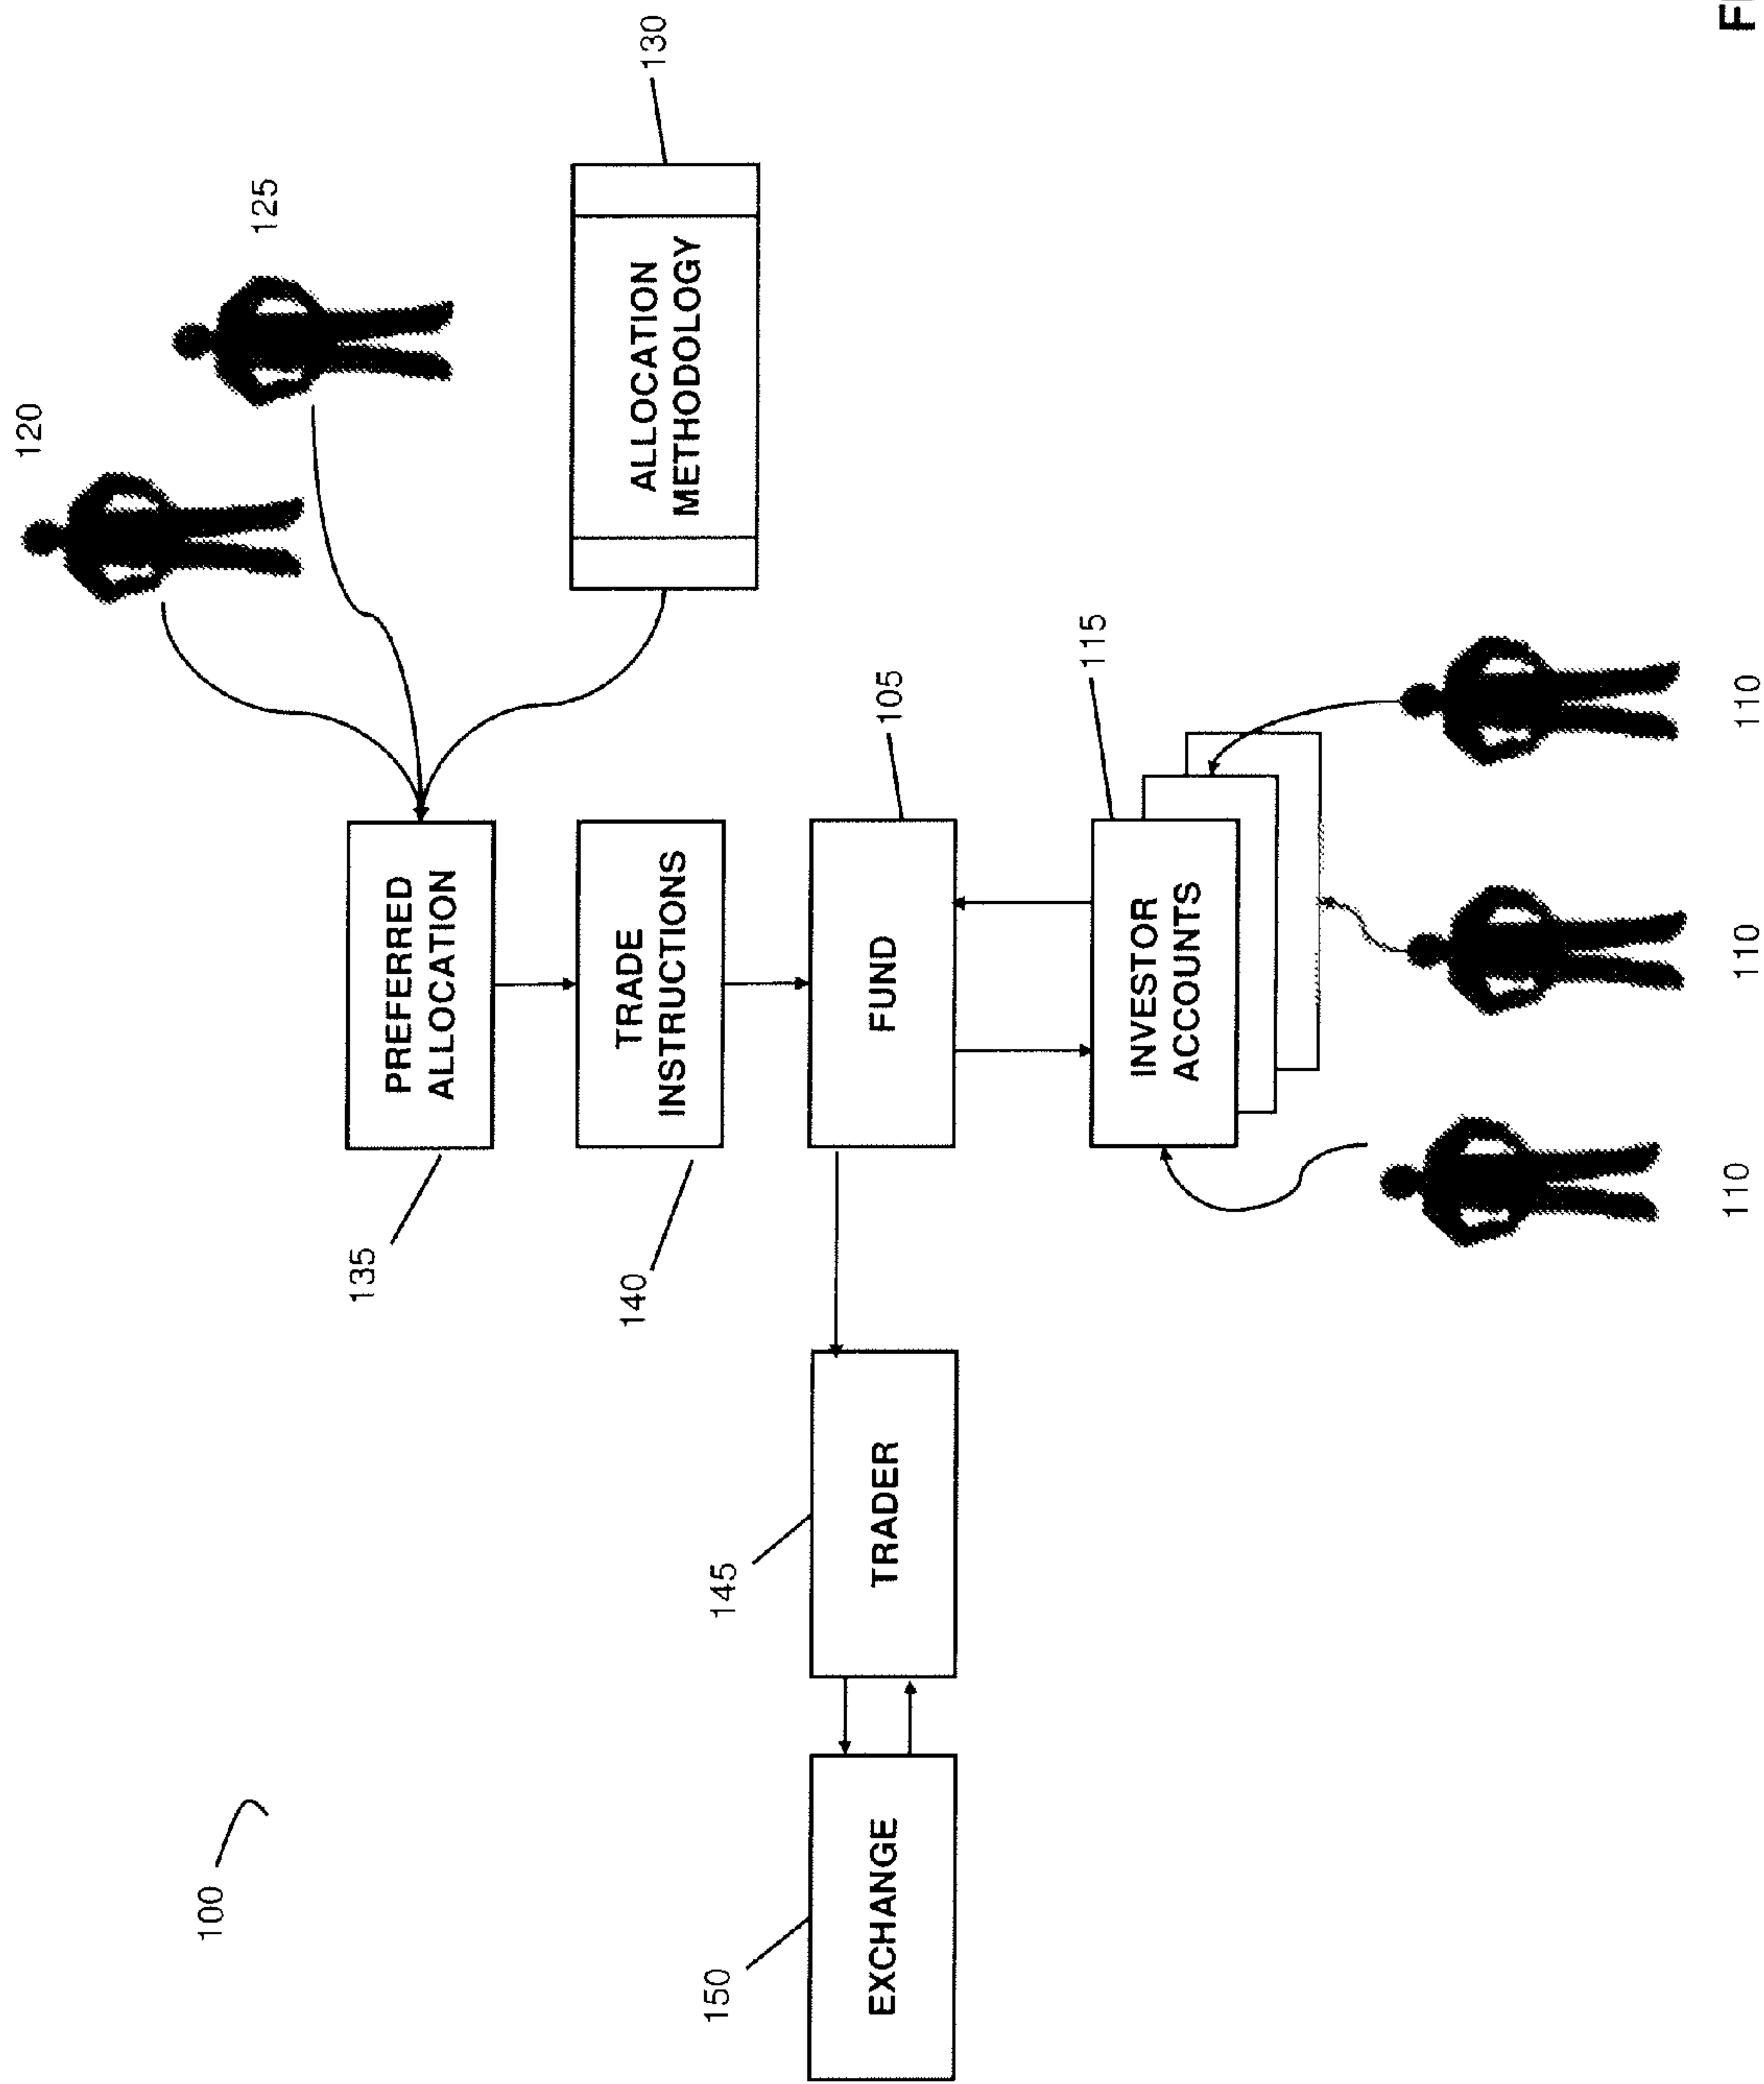 100
120
125
135
PREFERRED
ALLOCATION
140
TRADE
INSTRUCTIONS
ALLOCATION
METHODOLOGY
130
150
145
105
EXCHANGE
TRADER
FUND
115
INVESTOR
ACCOUNTS
110
110
110
F